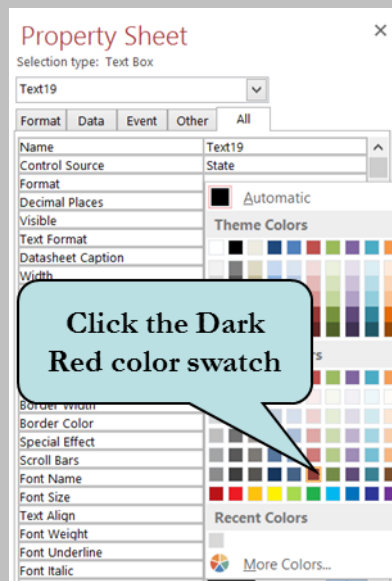 Property Sheet
Selection type: Text Box
Text19
Format Data Event Other All
Name Text19
Control Source State
Format
Decimal Places
Visible
Text Format
Datasheet Caption
Width
Automatic
Theme Colors
Click the Dark
Red color swatch
Border Width
Border Color
Special Effect
Scroll Bars
Font Name
Font Size
Text Align
Font Weight
Font Underline
Font Italic
Recent Colors
More Colors...